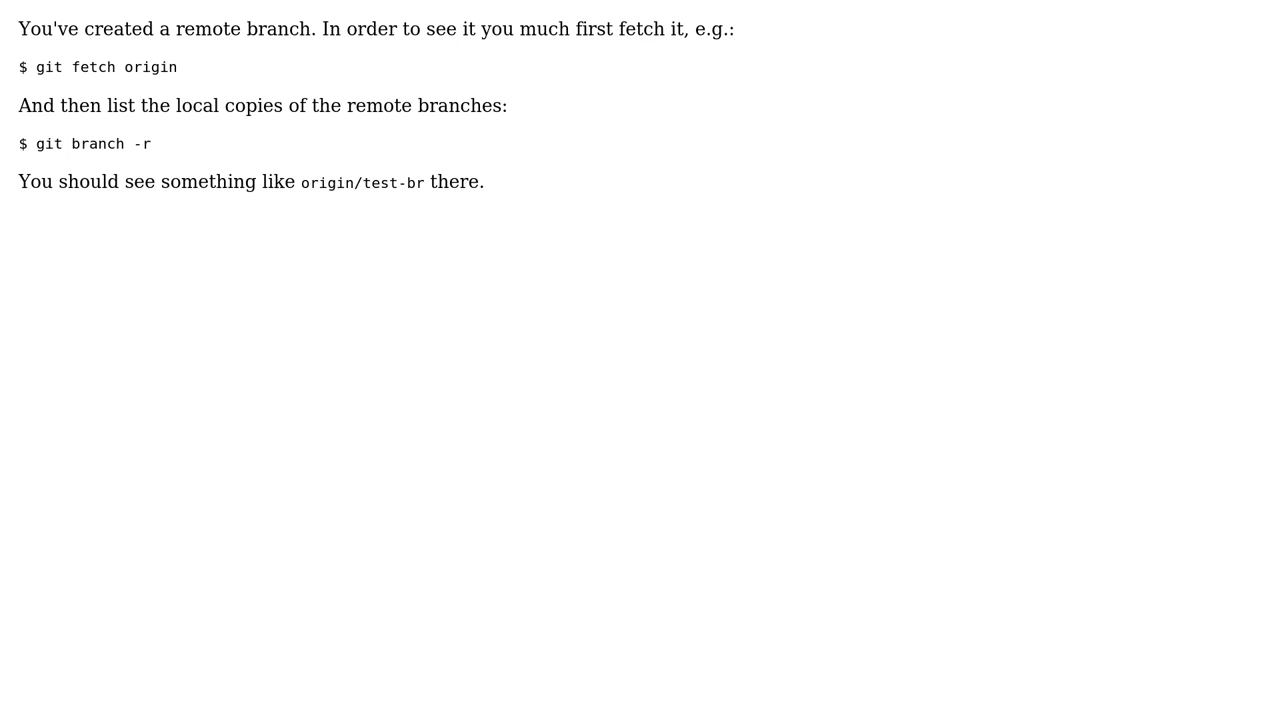 You've created a remote branch. In order to see it you much first fetch it, e.g.:
$ git fetch origin
And then list the local copies of the remote branches:
$ git branch -r
You should see something like origin/test-br there.